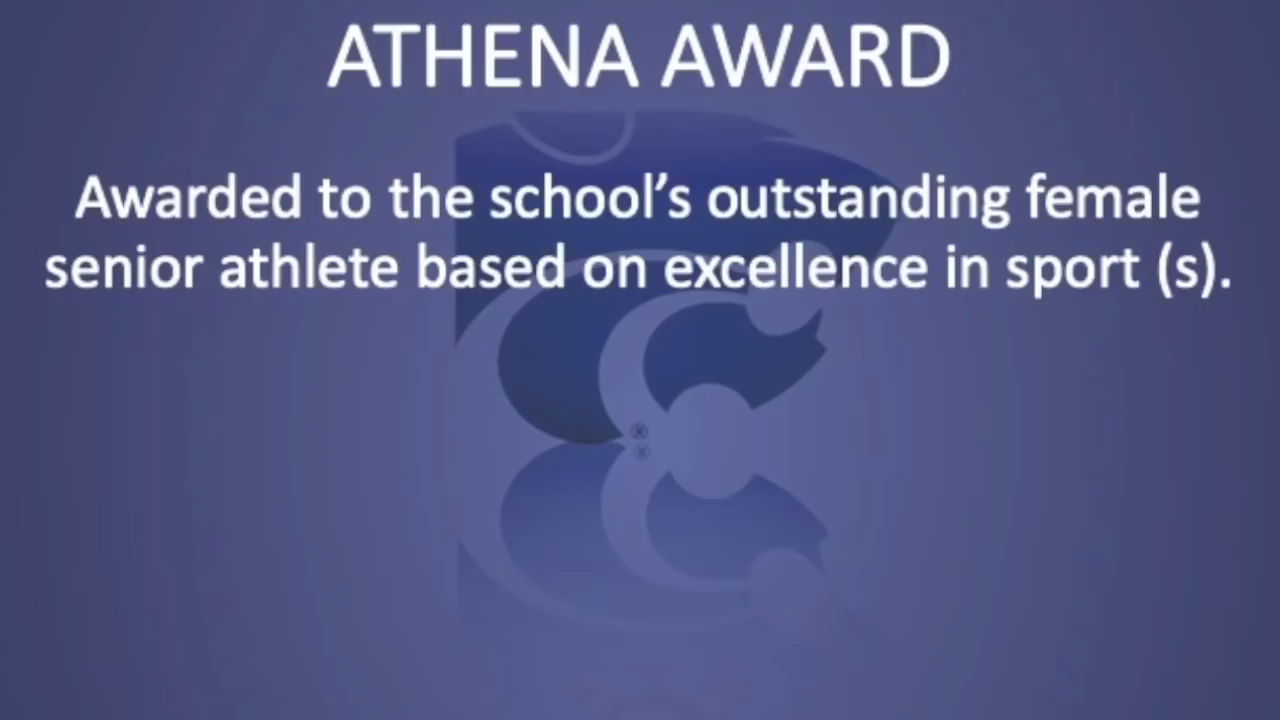 ATHENA AWARD
Awarded to the school’s outstanding female
senior athlete based on excellence in sport (s).